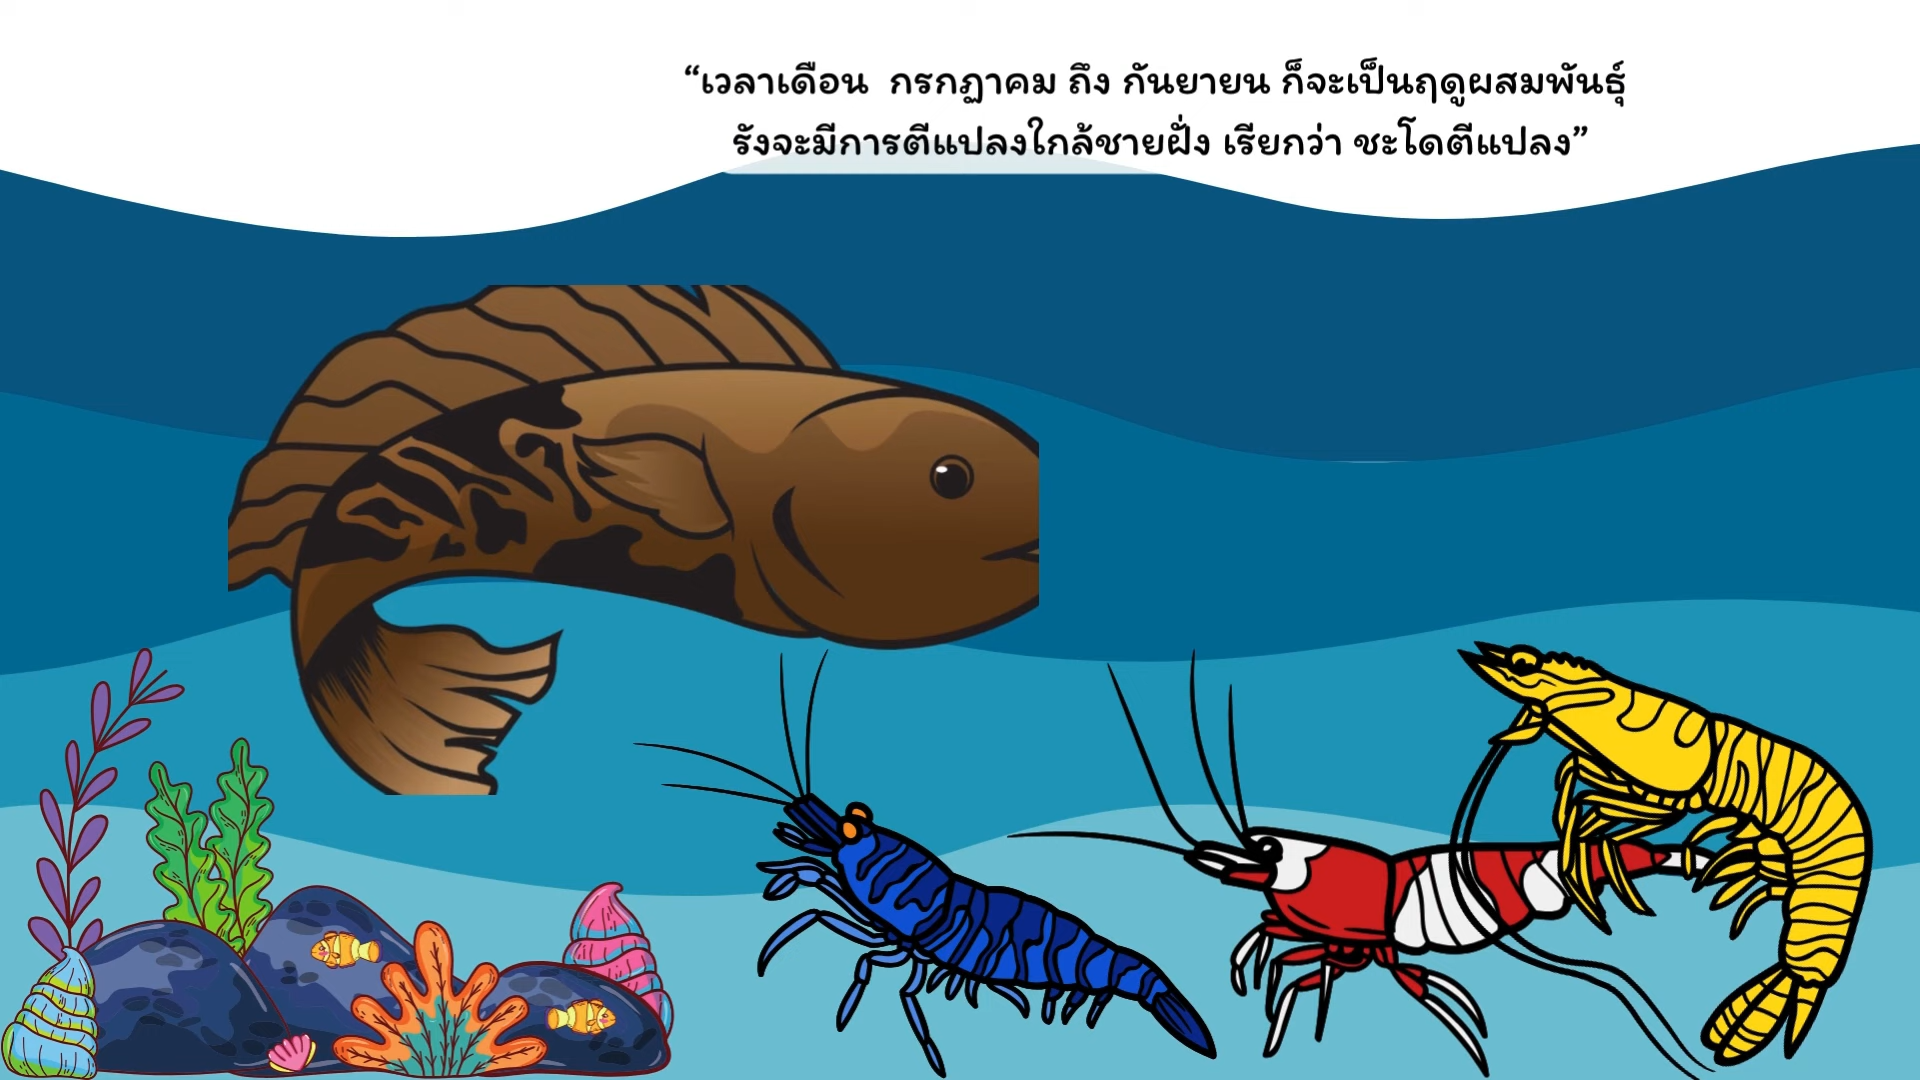 “เวลาเดือน  กรกฏาคม ถึง กันยายน ก็จะเป็นฤดูผสมพันธุ์
รังจะมีการตีแปลงใกล้ชายฝั่ง เรียกว่า ชะโดตีแปลง”